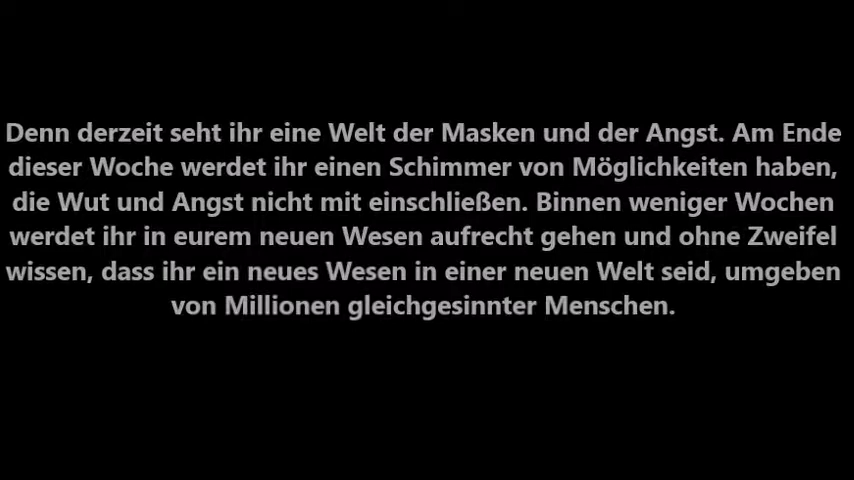 Denn derzeit seht ihr eine Welt der Masken und der Angst. Am Ende
dieser Woche werdet ihr einen Schimmer von Möglichkeiten haben,
die Wut und Angst nicht mit einschließen. Binnen weniger Wochen
werdet ihr in eurem neuen Wesen aufrecht gehen und ohne Zweifel
wissen, dass ihr ein neues Wesen in einer neuen Welt seid, umgeben
von Millionen gleichgesinnter Menschen.